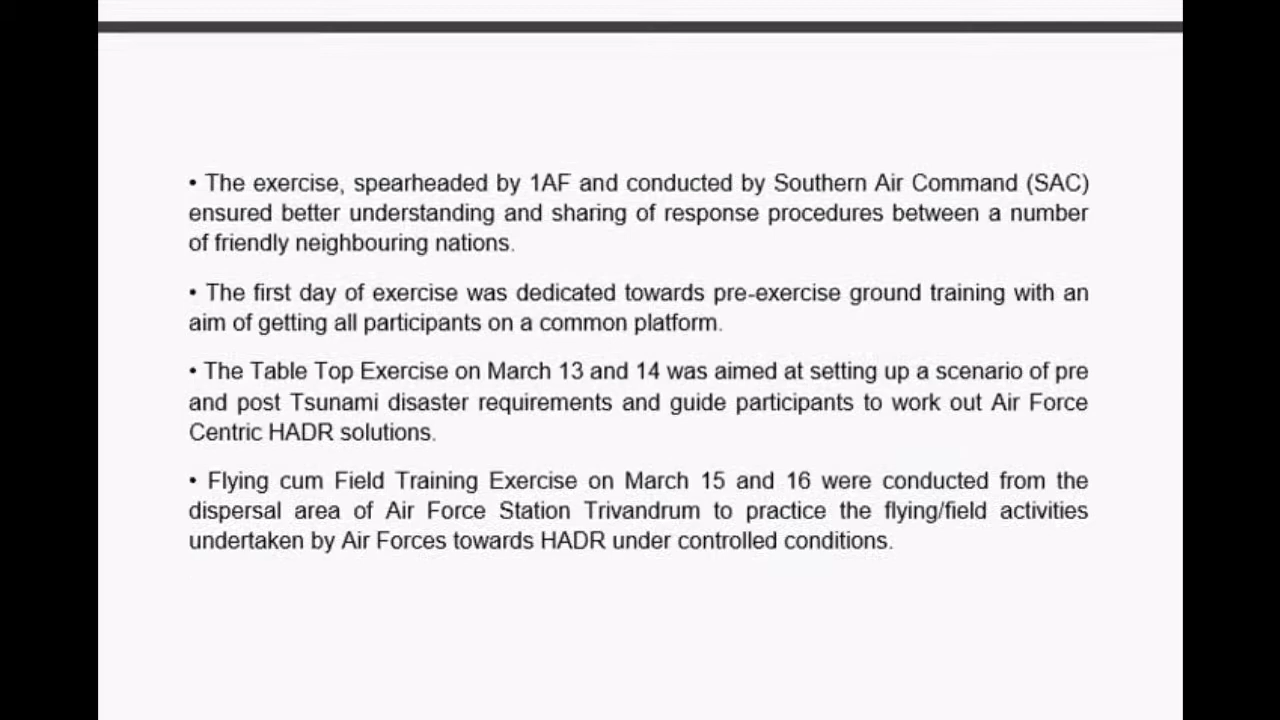 • The exercise, spearheaded by 1AF and conducted by Southern Air Command (SAC)
ensured better understanding and sharing of response procedures between a number
of friendly neighbouring nations.
• The first day of exercise was dedicated towards pre-exercise ground training with an
aim of getting all participants on a common platform.
• The Table Top Exercise on March 13 and 14 was aimed at setting up a scenario of pre
and post Tsunami disaster requirements and guide participants to work out Air Force
Centric HADR solutions.
• Flying cum Field Training Exercise on March 15 and 16 were conducted from the
dispersal area of Air Force Station Trivandrum to practice the flying/field activities
undertaken by Air Forces towards HADR under controlled conditions.